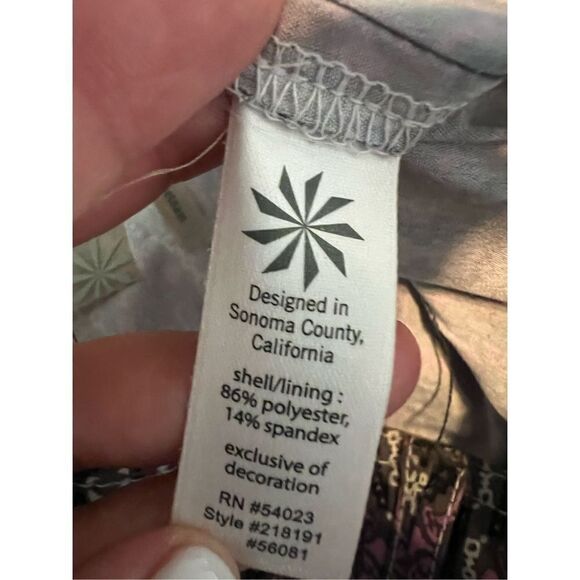 Designed in
Sonoma County,
California
shell/lining :
86% polyester,
14% spandex
exclusive of
decoration
RN #54023
Style #218191
#56081